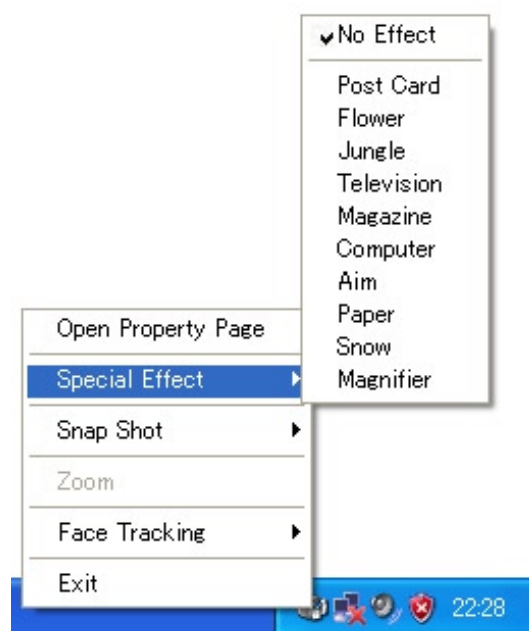 No Effect
Post Card
Flower
Jungle
Television
Magazine
Computer
Aim
Paper
Snow
Magnifier
Open Property Page
Special Effect
Snap Shot
Zoom
Face Tracking
Exit
22:28